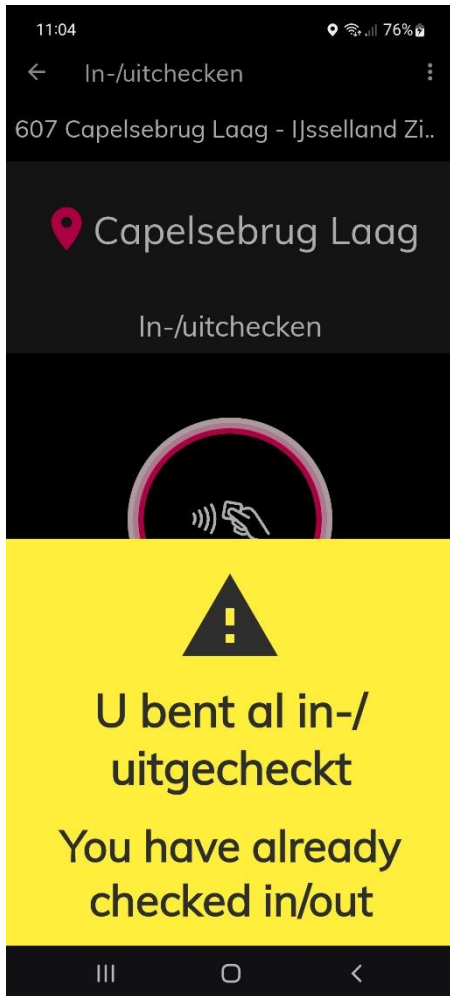 11:04 76%
In-/uitchecken
607 Capelsebrug Laag - IJsselland Zi..
Capelsebrug Laag
In-/uitchecken
U bent al in-/
uitgecheckt
You have already
checked in/out